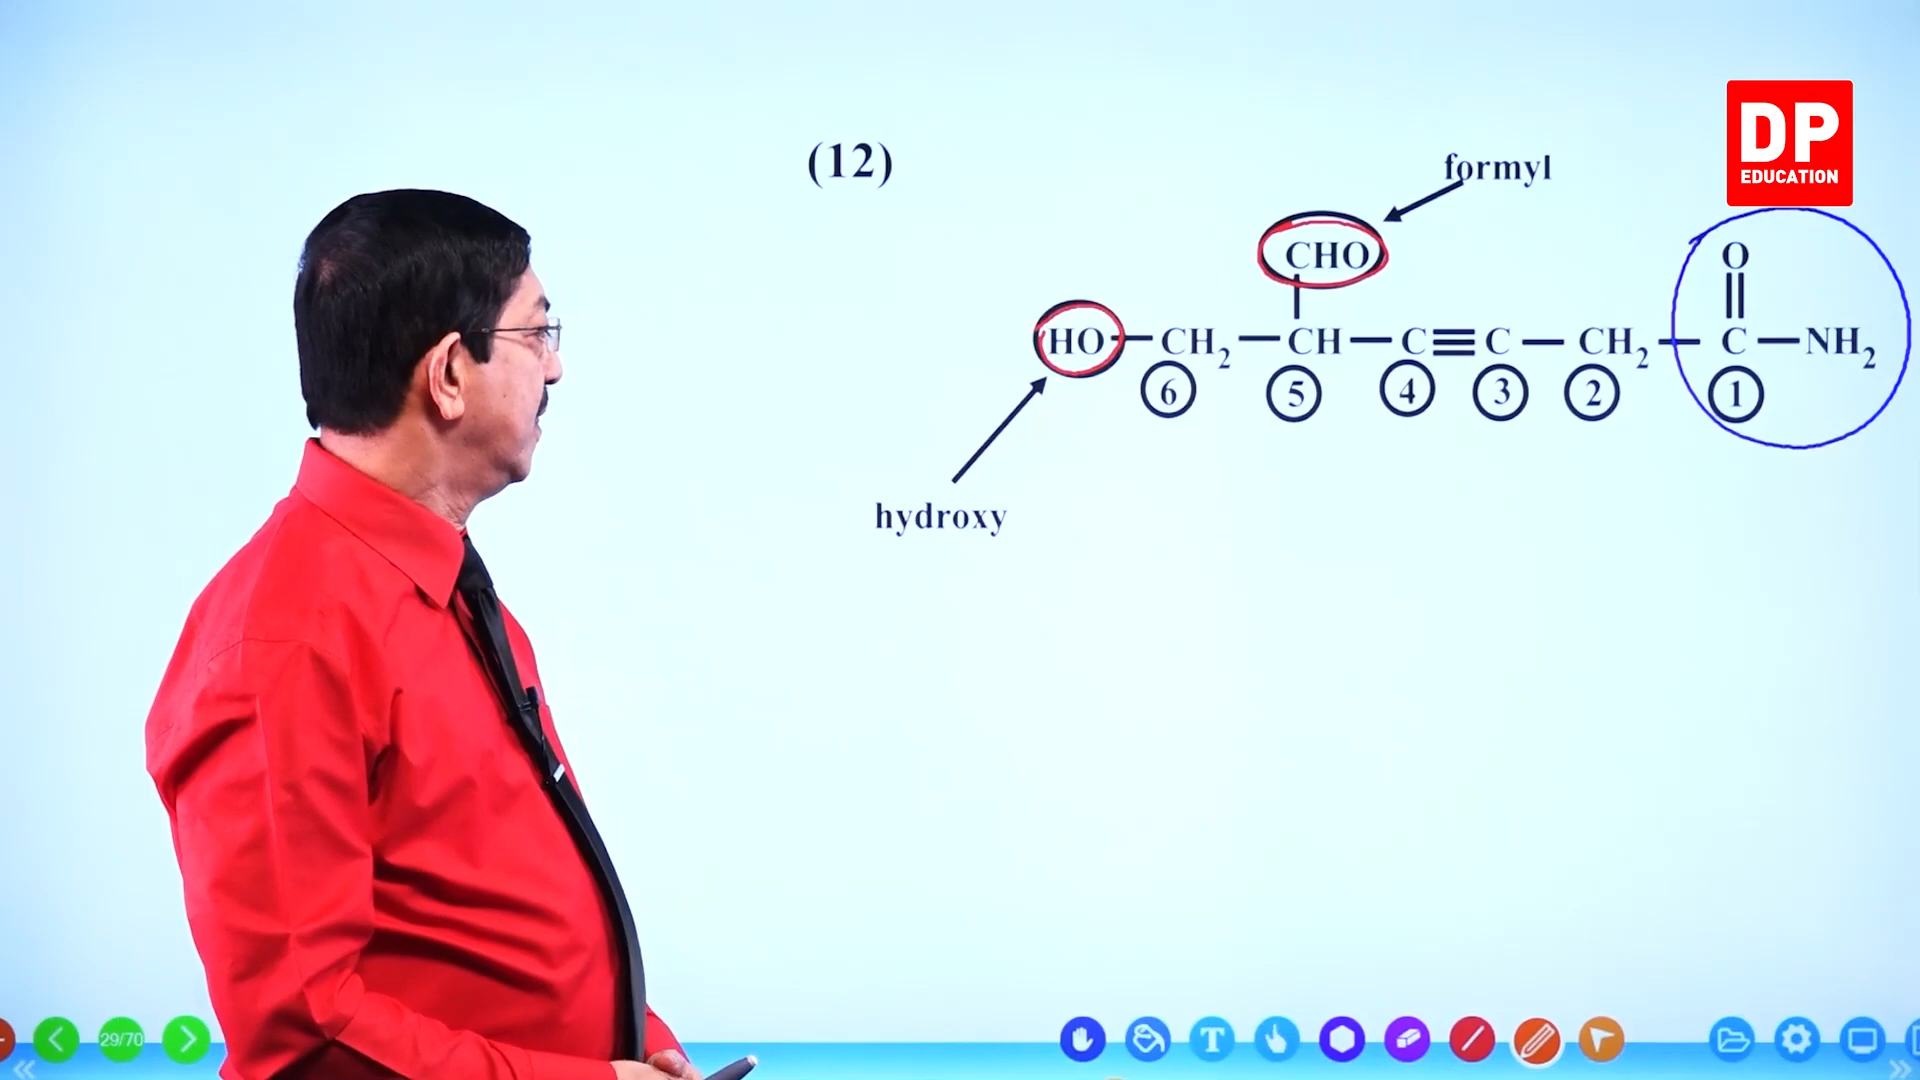 (12)
formyl
DP
EDUCATION
CHO
O
HO—CH₂—CH—C≡C—CH₂—C—NH₂
6 5 4 3 2 1
hydroxy
29/70
T